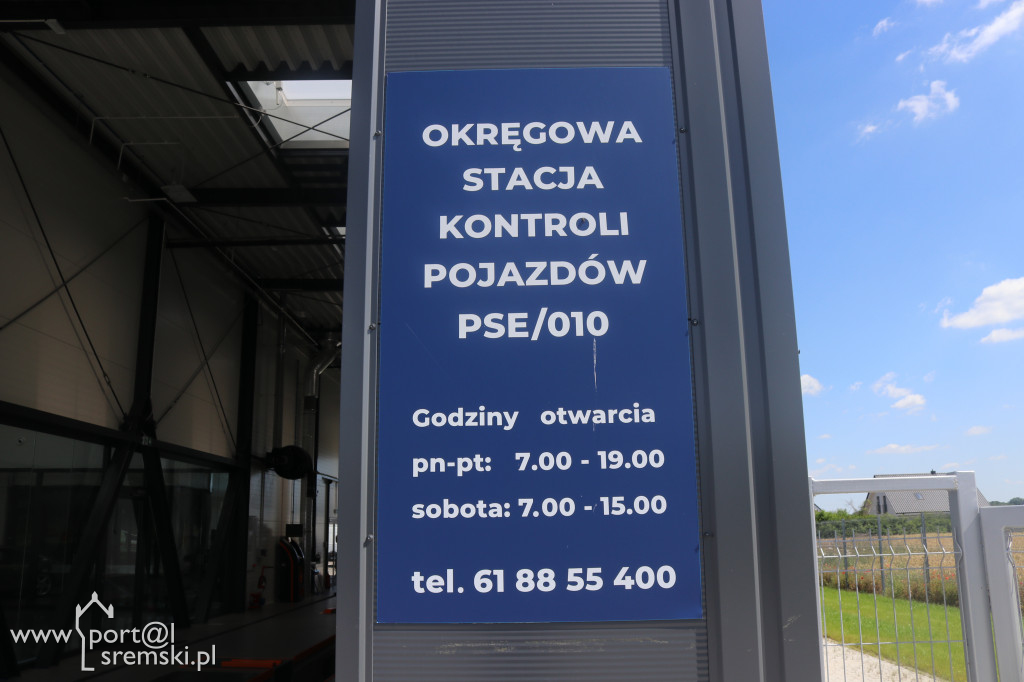 OKRĘGOWA
STACJA
KONTROLI
POJAZDÓW
PSE/010
Godziny otwarcia
pn-pt: 7.00 - 19.00
sobota: 7.00 - 15.00
tel. 61 88 55 400
www.port@l
sremski.pl